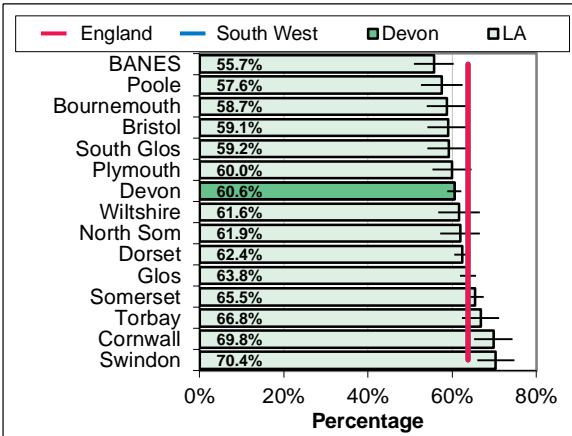 England South West Devon LA
BANES 55.7%
Poole 57.6%
Bournemouth 58.7%
Bristol 59.1%
South Glos 59.2%
Plymouth 60.0%
Devon 60.6%
Wiltshire 61.6%
North Som 61.9%
Dorset 62.4%
Glos 63.8%
Somerset 65.5%
Torbay 66.8%
Cornwall 69.8%
Swindon 70.4%
0% 20% 40% 60% 80%
Percentage